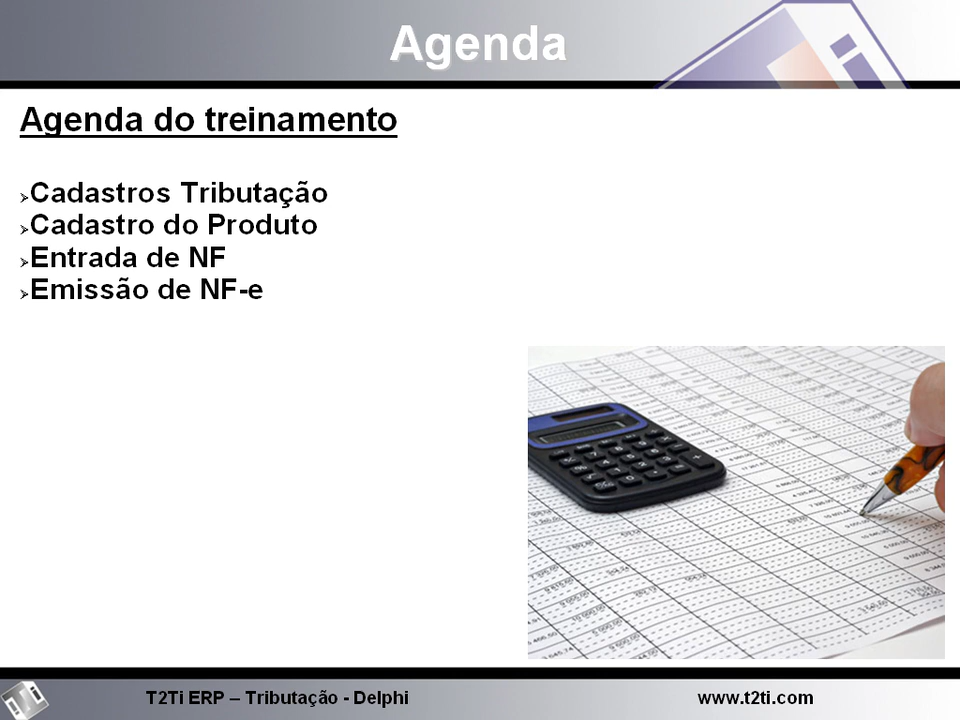 Agenda
Agenda do treinamento
Cadastros Tributação
Cadastro do Produto
Entrada de NF
Emissão de NF-e
T2Ti ERP – Tributação - Delphi
www.t2ti.com